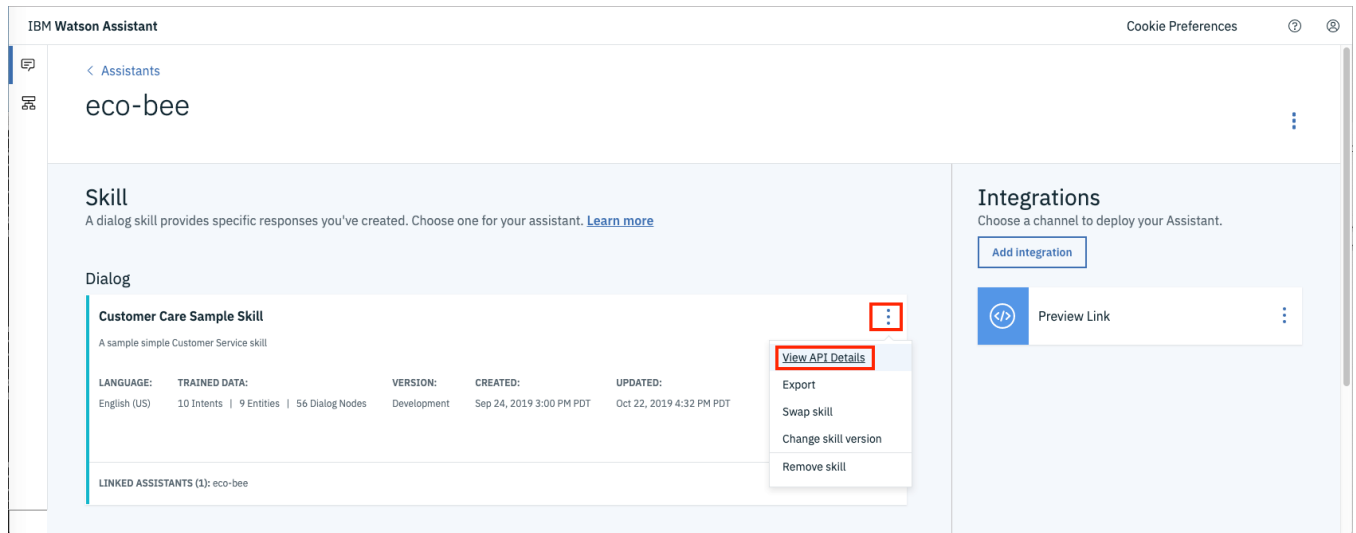 IBM Watson Assistant
Cookie Preferences
< Assistants
eco-bee
Skill
A dialog skill provides specific responses you've created. Choose one for your assistant. Learn more
Dialog
Customer Care Sample Skill
A sample simple Customer Service skill
LANGUAGE: TRAINED DATA: VERSION: CREATED: UPDATED:
English (US) 10 Intents | 9 Entities | 56 Dialog Nodes Development Sep 24, 2019 3:00 PM PDT Oct 22, 2019 4:32 PM PDT
LINKED ASSISTANTS (1): eco-bee
View API Details
Export
Swap skill
Change skill version
Remove skill
Integrations
Choose a channel to deploy your Assistant.
Add integration
Preview Link